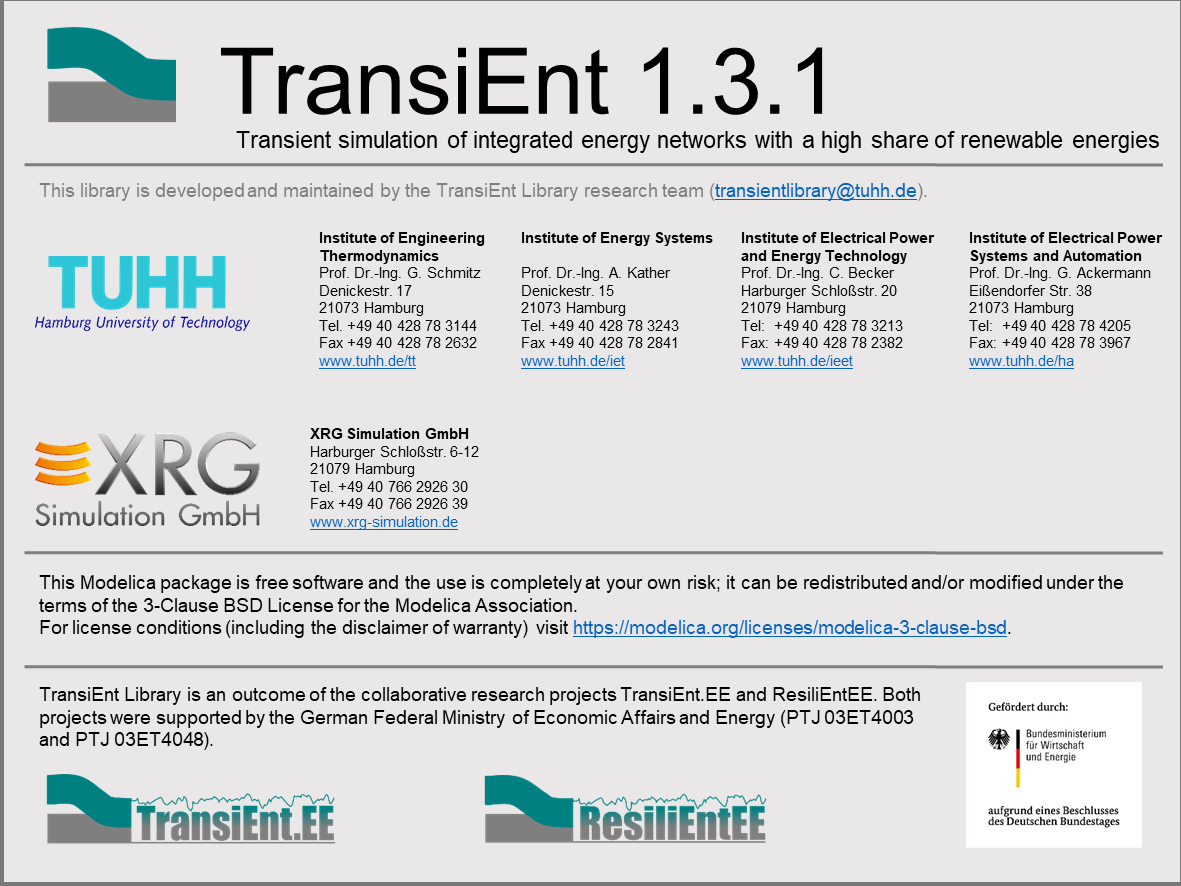 TransiEnt 1.3.1
Transient simulation of integrated energy networks with a high share of renewable energies
This library is developed and maintained by the TransiEnt Library research team (transientlibrary@tuhh.de).
TUHH
Hamburg University of Technology
Institute of Engineering
Thermodynamics
Prof. Dr.-Ing. G. Schmitz
Denickestr. 17
21073 Hamburg
Tel. +49 40 428 78 3144
Fax +49 40 428 78 2632
www.tuhh.de/tt
Institute of Energy Systems
Prof. Dr.-Ing. A. Kather
Denickestr. 15
21073 Hamburg
Tel. +49 40 428 78 3243
Fax +49 40 428 78 2841
www.tuhh.de/iet
Institute of Electrical Power
and Energy Technology
Prof. Dr.-Ing. C. Becker
Harburger Schloßstr. 20
21079 Hamburg
Tel: +49 40 428 78 3213
Fax: +49 40 428 78 2382
www.tuhh.de/ieet
Institute of Electrical Power
Systems and Automation
Prof. Dr.-Ing. G. Ackermann
Eißendorfer Str. 38
21073 Hamburg
Tel: +49 40 428 78 4205
Fax: +49 40 428 78 3967
www.tuhh.de/ha
XRG
Simulation GmbH
XRG Simulation GmbH
Harburger Schloßstr. 6-12
21079 Hamburg
Tel. +49 40 766 2926 30
Fax +49 40 766 2926 39
www.xrg-simulation.de
This Modelica package is free software and the use is completely at your own risk; it can be redistributed and/or modified under the
terms of the 3-Clause BSD License for the Modelica Association.
For license conditions (including the disclaimer of warranty) visit https://modelica.org/licenses/modelica-3-clause-bsd.
TransiEnt Library is an outcome of the collaborative research projects TransiEnt.EE and ResiliEntEE. Both
projects were supported by the German Federal Ministry of Economic Affairs and Energy (PTJ 03ET4003
and PTJ 03ET4048).
TransiEnt.EE
ResiliEntEE
Gefördert durch:
Bundesministerium
für Wirtschaft
und Energie
aufgrund eines Beschlusses
des Deutschen Bundestages